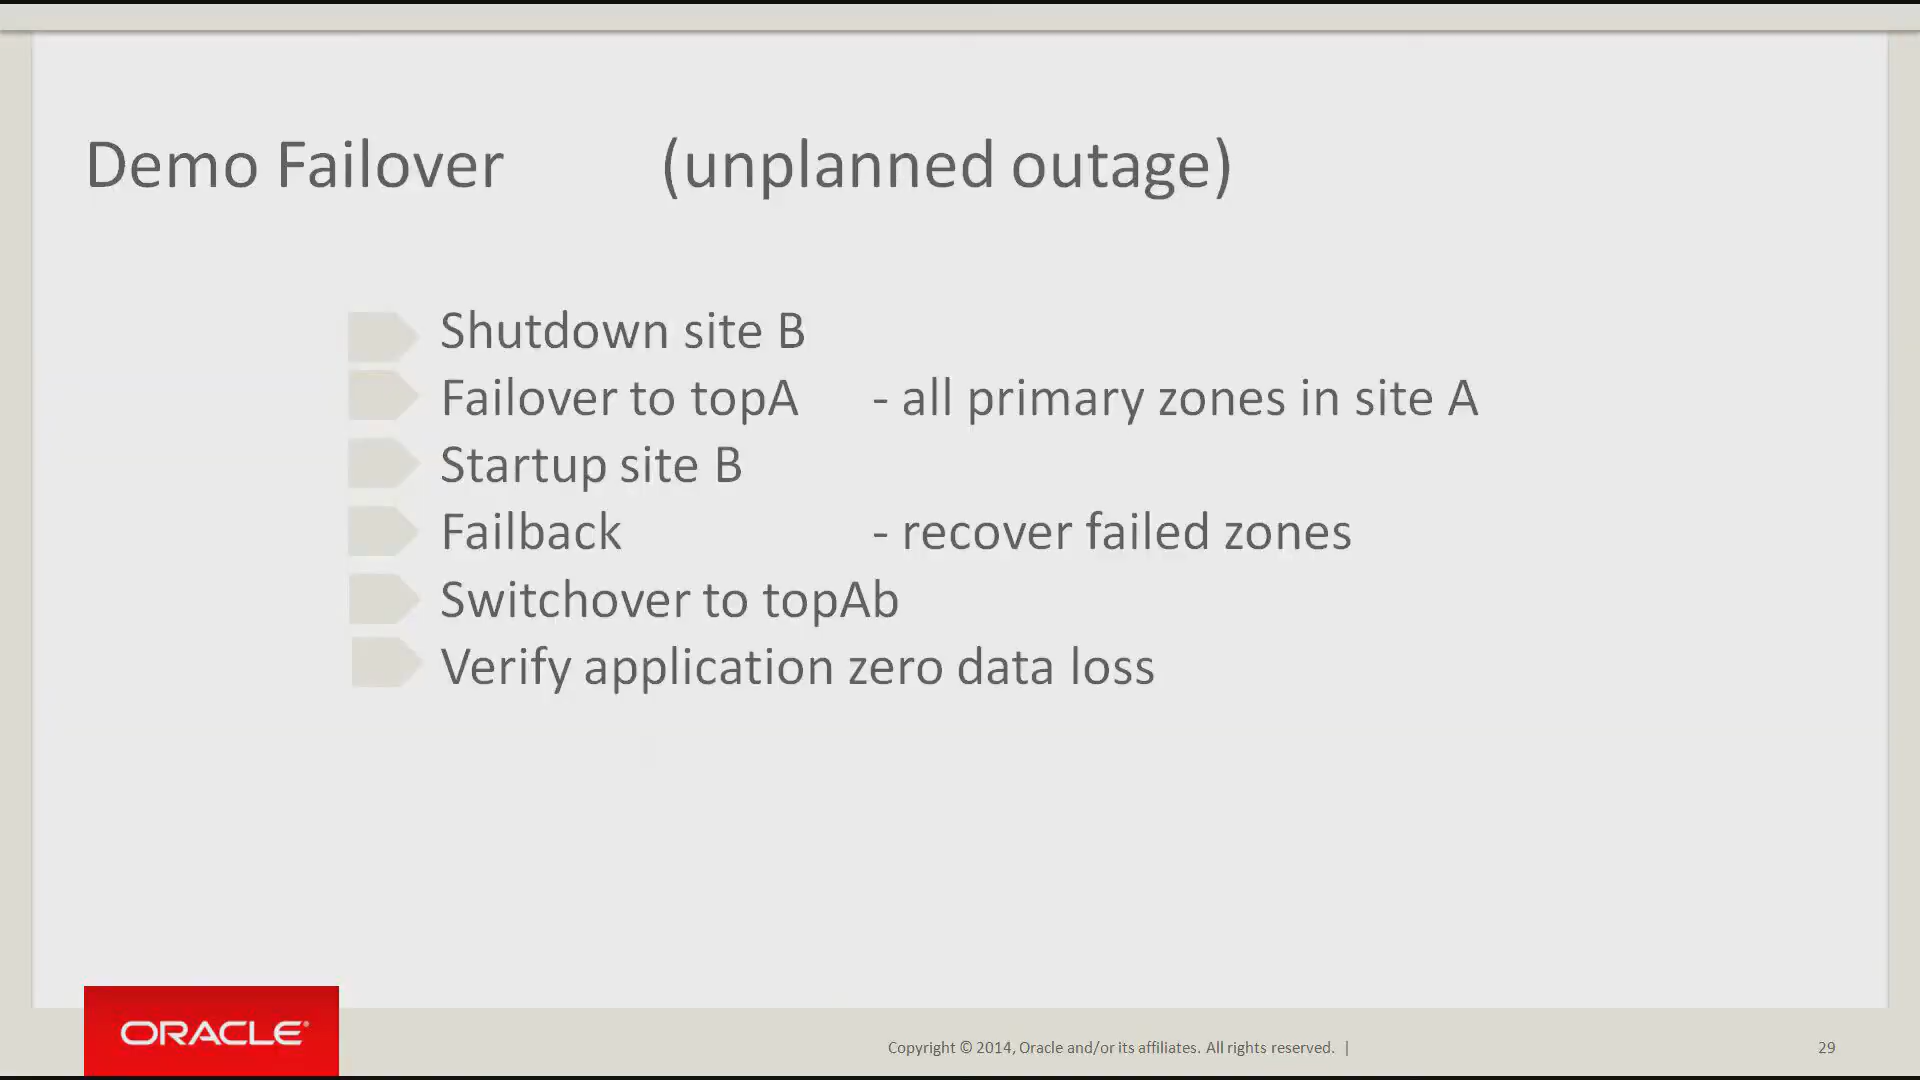 Demo Failover (unplanned outage)
Shutdown site B
Failover to topA - all primary zones in site A
Startup site B
Failback - recover failed zones
Switchover to topAb
Verify application zero data loss
ORACLE®
Copyright © 2014, Oracle and/or its affiliates. All rights reserved. |
29